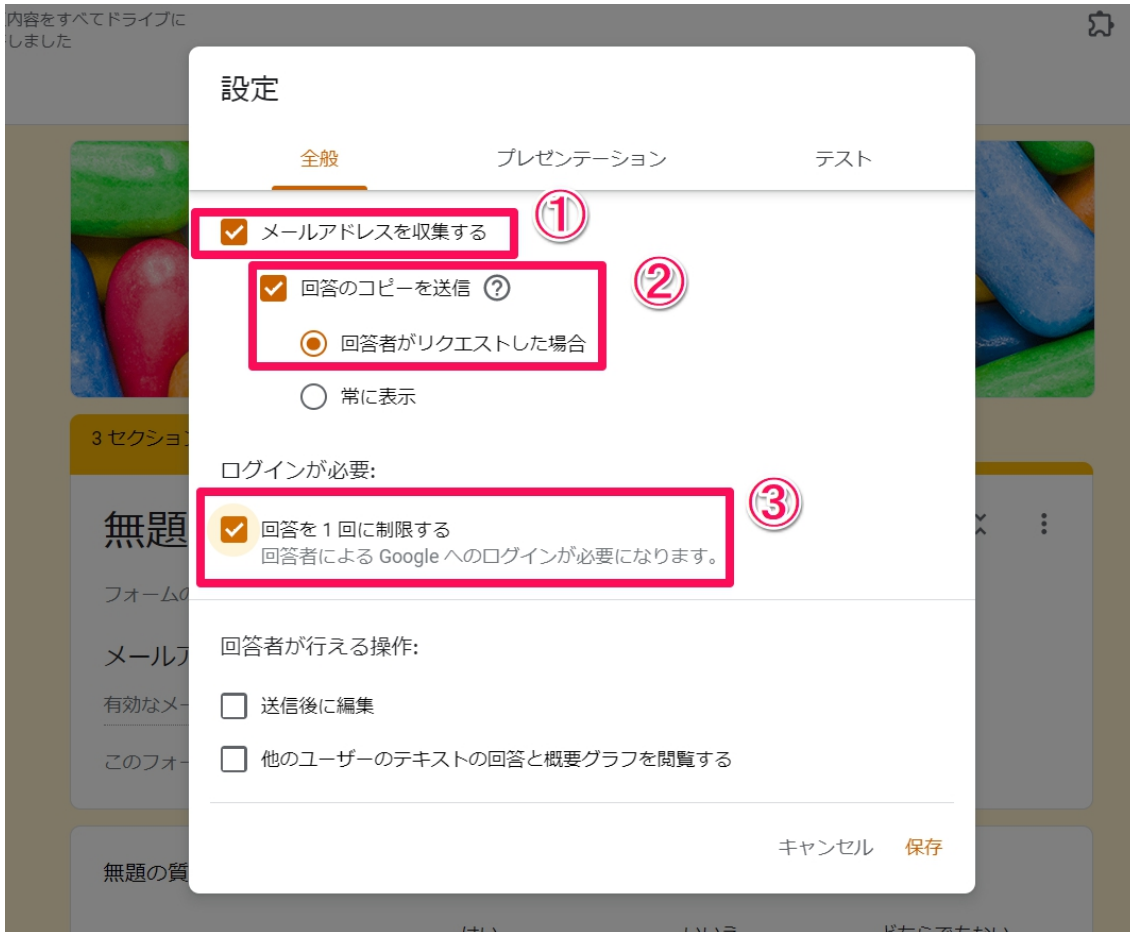 内容をすべてドライブに
しました
設定
全般
プレゼンテーション
テスト
①
メールアドレスを収集する
②
回答のコピーを送信
回答者がリクエストした場合
常に表示
3 セクション
ログインが必要:
③
回答を 1 回に制限する
回答者による Google へのログインが必要になります。
無題
フォームの
回答者が行える操作:
メールア
有効なメー
送信後に編集
このフォー
他のユーザーのテキストの回答と概要グラフを閲覧する
キャンセル
保存
無題の質
はい
いいえ
どちらでもない